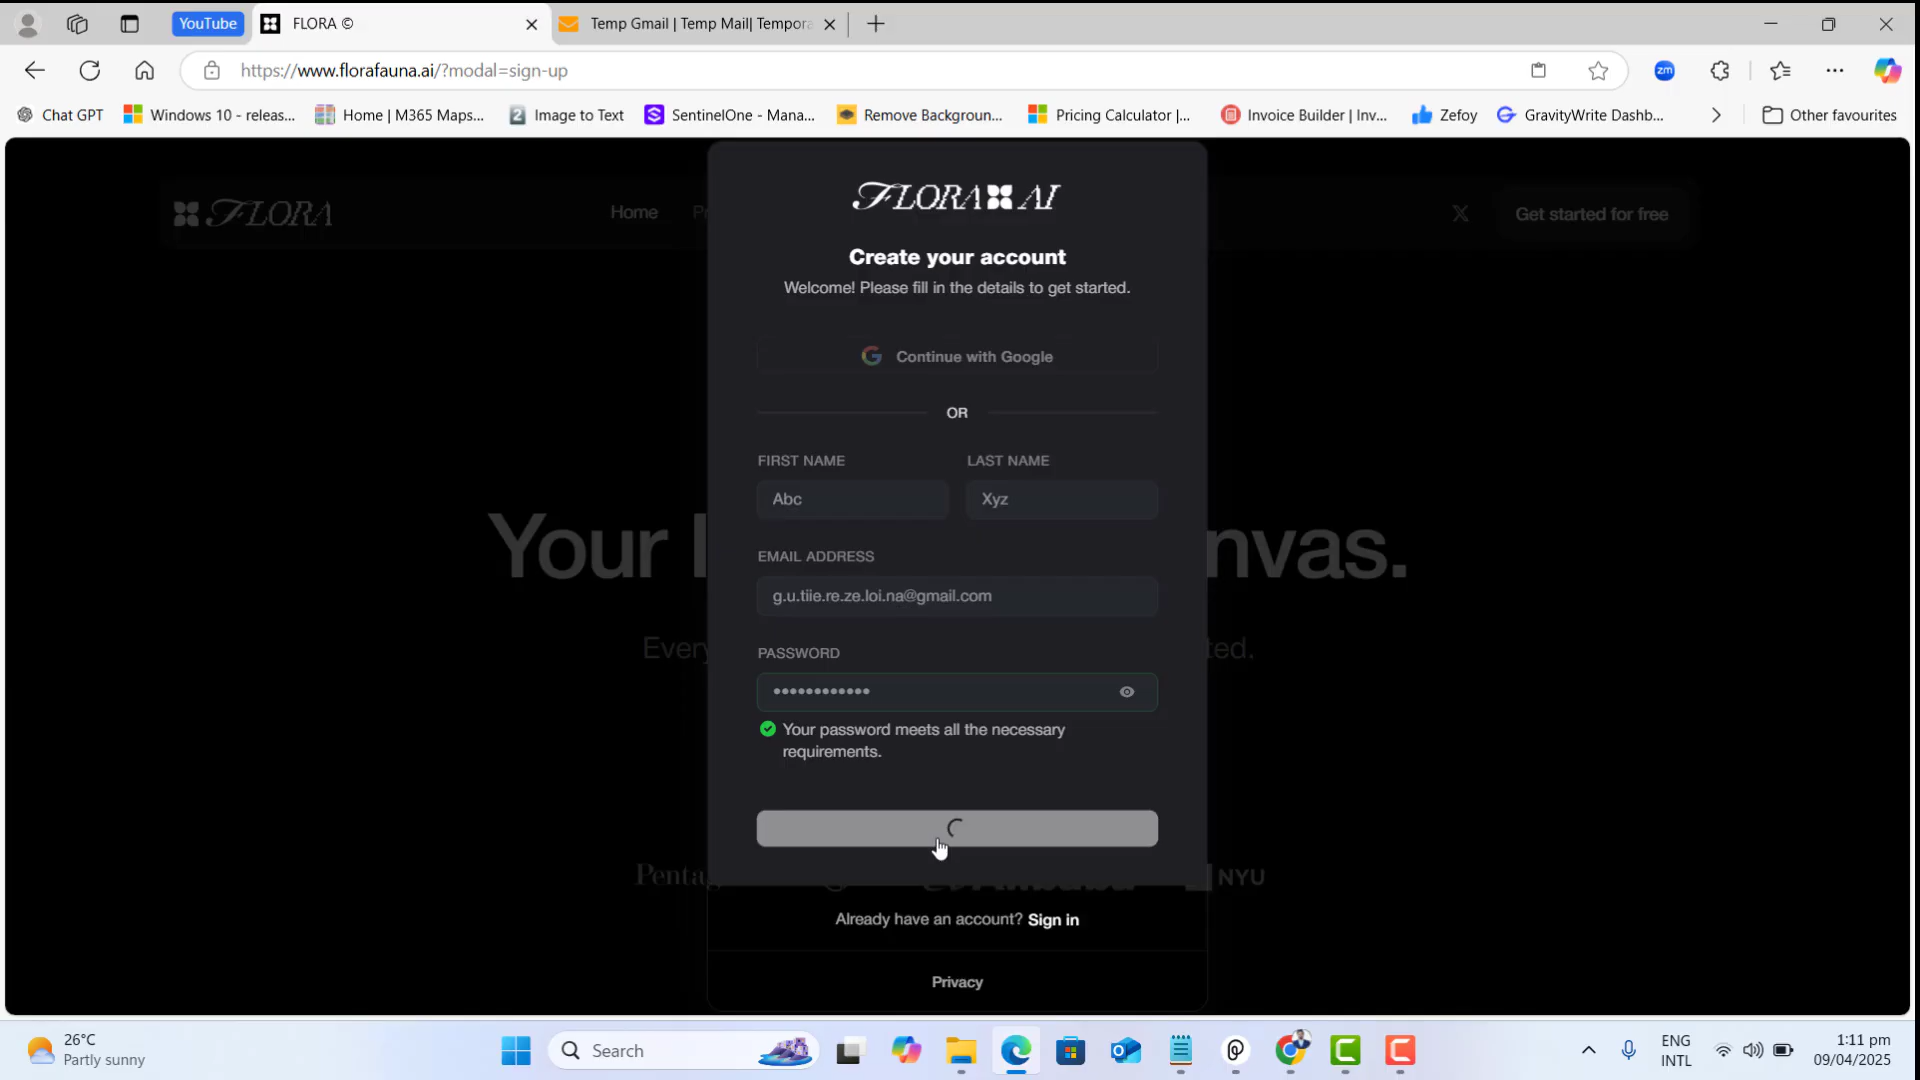 YouTube
FLORA ©
Temp Gmail | Temp Mail| Tempora
https://www.florafauna.ai/?modal=sign-up
zm
Chat GPT
Windows 10 - releas...
Home | M365 Maps...
Image to Text
SentinelOne - Mana...
Remove Backgroun...
Pricing Calculator |...
Invoice Builder | Inv...
Zefoy
GravityWrite Dashb...
Other favourites
FLORA
Home
Get started for free
FLORA AI
Create your account
Welcome! Please fill in the details to get started.
Continue with Google
OR
FIRST NAME
LAST NAME
Abc
Xyz
EMAIL ADDRESS
g.u.tiie.re.ze.loi.na@gmail.com
PASSWORD
••••••••••••
Your password meets all the necessary
requirements.
Your
nvas.
Every
ted.
NYU
Already have an account? Sign in
Privacy
26°C
Partly sunny
Search
ENG
INTL
1:11 pm
09/04/2025